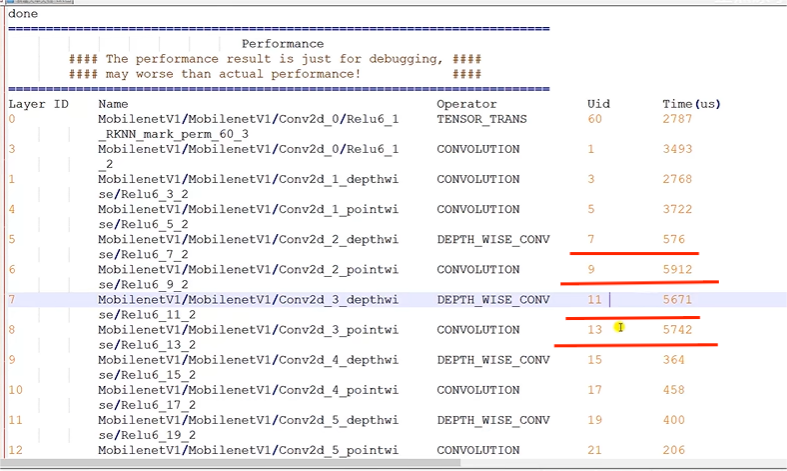 done
======================================================================
Performance
#### The performance result is just for debugging, ####
#### may worse than actual performance! ####
======================================================================
Layer ID Name Operator Uid Time(us)
0 MobilenetV1/MobilenetV1/Conv2d_0/Relu6_1 TENSOR_TRANS 60 2787
_RKNN_mark_perm_60_3
3 MobilenetV1/MobilenetV1/Conv2d_0/Relu6_1 CONVOLUTION 1 3493
_2
1 MobilenetV1/MobilenetV1/Conv2d_1_depthwi CONVOLUTION 3 2768
se/Relu6_3_2
4 MobilenetV1/MobilenetV1/Conv2d_1_pointwi CONVOLUTION 5 3722
se/Relu6_5_2
5 MobilenetV1/MobilenetV1/Conv2d_2_depthwi DEPTH_WISE_CONV 7 576
se/Relu6_7_2
6 MobilenetV1/MobilenetV1/Conv2d_2_pointwi CONVOLUTION 9 5912
se/Relu6_9_2
7 MobilenetV1/MobilenetV1/Conv2d_3_depthwi DEPTH_WISE_CONV 11 5671
se/Relu6_11_2
8 MobilenetV1/MobilenetV1/Conv2d_3_pointwi CONVOLUTION 13 5742
se/Relu6_13_2
9 MobilenetV1/MobilenetV1/Conv2d_4_depthwi DEPTH_WISE_CONV 15 364
se/Relu6_15_2
10 MobilenetV1/MobilenetV1/Conv2d_4_pointwi CONVOLUTION 17 458
se/Relu6_17_2
11 MobilenetV1/MobilenetV1/Conv2d_5_depthwi DEPTH_WISE_CONV 19 400
se/Relu6_19_2
12 MobilenetV1/MobilenetV1/Conv2d_5_pointwi CONVOLUTION 21 206